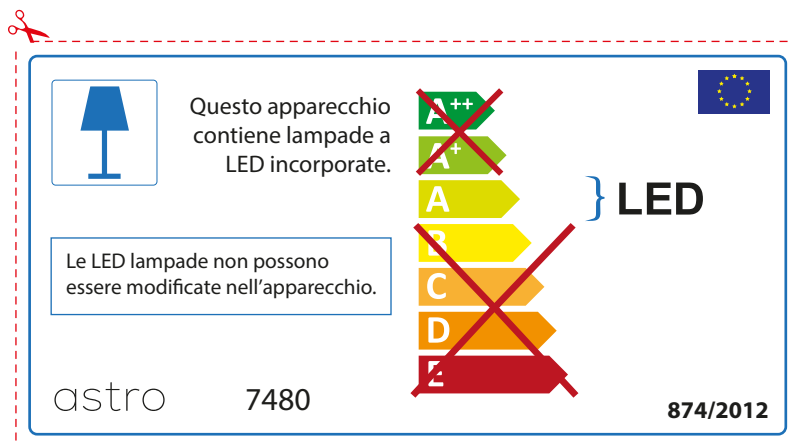 Questo apparecchio
contiene lampade a
LED incorporate.
Le LED lampade non possono
essere modificate nell'apparecchio.
A++
A+
A
B
C
D
E
LED
astro
7480
874/2012